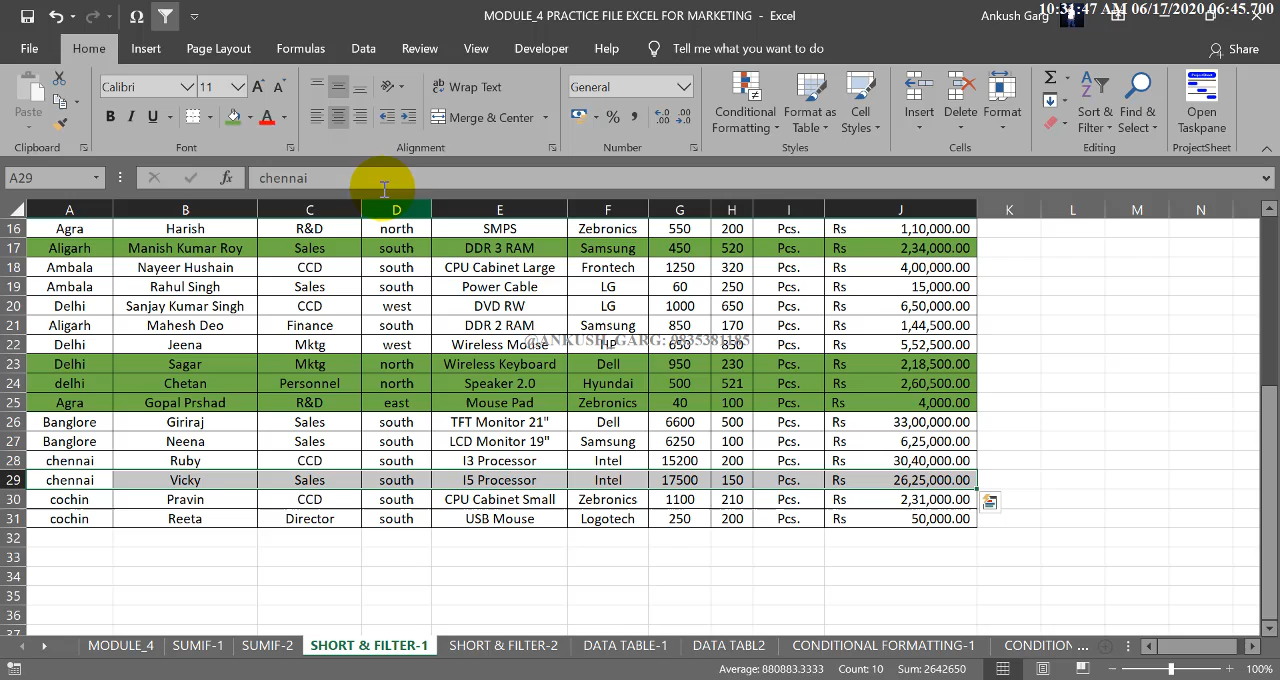 MODULE_4 PRACTICE FILE EXCEL FOR MARKETING - Excel
Ankush Garg
10:31:47 AM 06/17/2020 06:45.700
File Home Insert Page Layout Formulas Data Review View Developer Help Tell me what you want to do Share
Calibri 11 Wrap Text General
Paste B I U Merge & Center % Conditional Formatting Format as Table Cell Styles Insert Delete Format Sort & Filter Find & Select Open Taskpane
Clipboard Font Alignment Number Styles Cells Editing ProjectSheet
A29 fx chennai
A B C D E F G H I J K L M N
16 Agra Harish R&D north SMPS Zebronics 550 200 Pcs. Rs 1,10,000.00
17 Aligarh Manish Kumar Roy Sales south DDR 3 RAM Samsung 450 520 Pcs. Rs 2,34,000.00
18 Ambala Nayeer Hushain CCD south CPU Cabinet Large Frontech 1250 320 Pcs. Rs 4,00,000.00
19 Ambala Rahul Singh Sales south Power Cable LG 60 250 Pcs. Rs 15,000.00
20 Delhi Sanjay Kumar Singh CCD west DVD RW LG 1000 650 Pcs. Rs 6,50,000.00
21 Aligarh Mahesh Deo Finance south DDR 2 RAM Samsung 850 170 Pcs. Rs 1,44,500.00
@ANKUSH GARG: 9835381185
22 Delhi Jeena Mktg west Wireless Mouse HP 650 850 Pcs. Rs 5,52,500.00
23 Delhi Sagar Mktg north Wireless Keyboard Dell 950 230 Pcs. Rs 2,18,500.00
24 delhi Chetan Personnel north Speaker 2.0 Hyundai 500 521 Pcs. Rs 2,60,500.00
25 Agra Gopal Prshad R&D east Mouse Pad Zebronics 40 100 Pcs. Rs 4,000.00
26 Banglore Giriraj Sales south TFT Monitor 21" Dell 6600 500 Pcs. Rs 33,00,000.00
27 Banglore Neena Sales south LCD Monitor 19" Samsung 6250 100 Pcs. Rs 6,25,000.00
28 chennai Ruby CCD south I3 Processor Intel 15200 200 Pcs. Rs 30,40,000.00
29 chennai Vicky Sales south I5 Processor Intel 17500 150 Pcs. Rs 26,25,000.00
30 cochin Pravin CCD south CPU Cabinet Small Zebronics 1100 210 Pcs. Rs 2,31,000.00
31 cochin Reeta Director south USB Mouse Logotech 250 200 Pcs. Rs 50,000.00
32
33
34
35
36
37
MODULE_4 SUMIF-1 SUMIF-2 SHORT & FILTER-1 SHORT & FILTER-2 DATA TABLE-1 DATA TABL2 CONDITIONAL FORMATTING-1 CONDITION ...
Average: 880883.3333 Count: 10 Sum: 2642650 100%